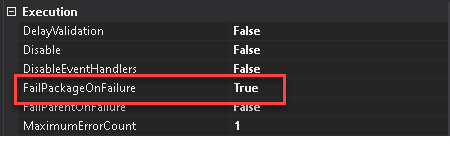 Execution
DelayValidation False
Disable False
DisableEventHandlers False
FailPackageOnFailure True
FailParentOnFailure False
MaximumErrorCount 1